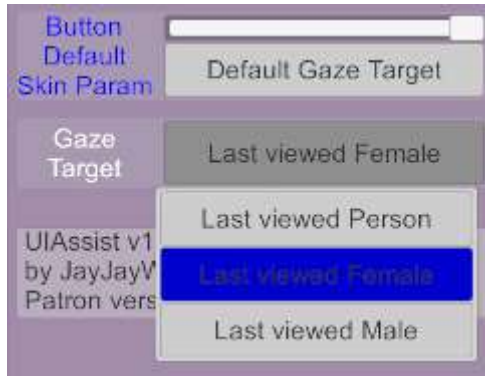 Button
Default
Skin Param
Default Gaze Target
Gaze
Target
Last viewed Female
Last viewed Person
Last viewed Female
Last viewed Male
UIAssist v1
by JayJayW
Patron vers